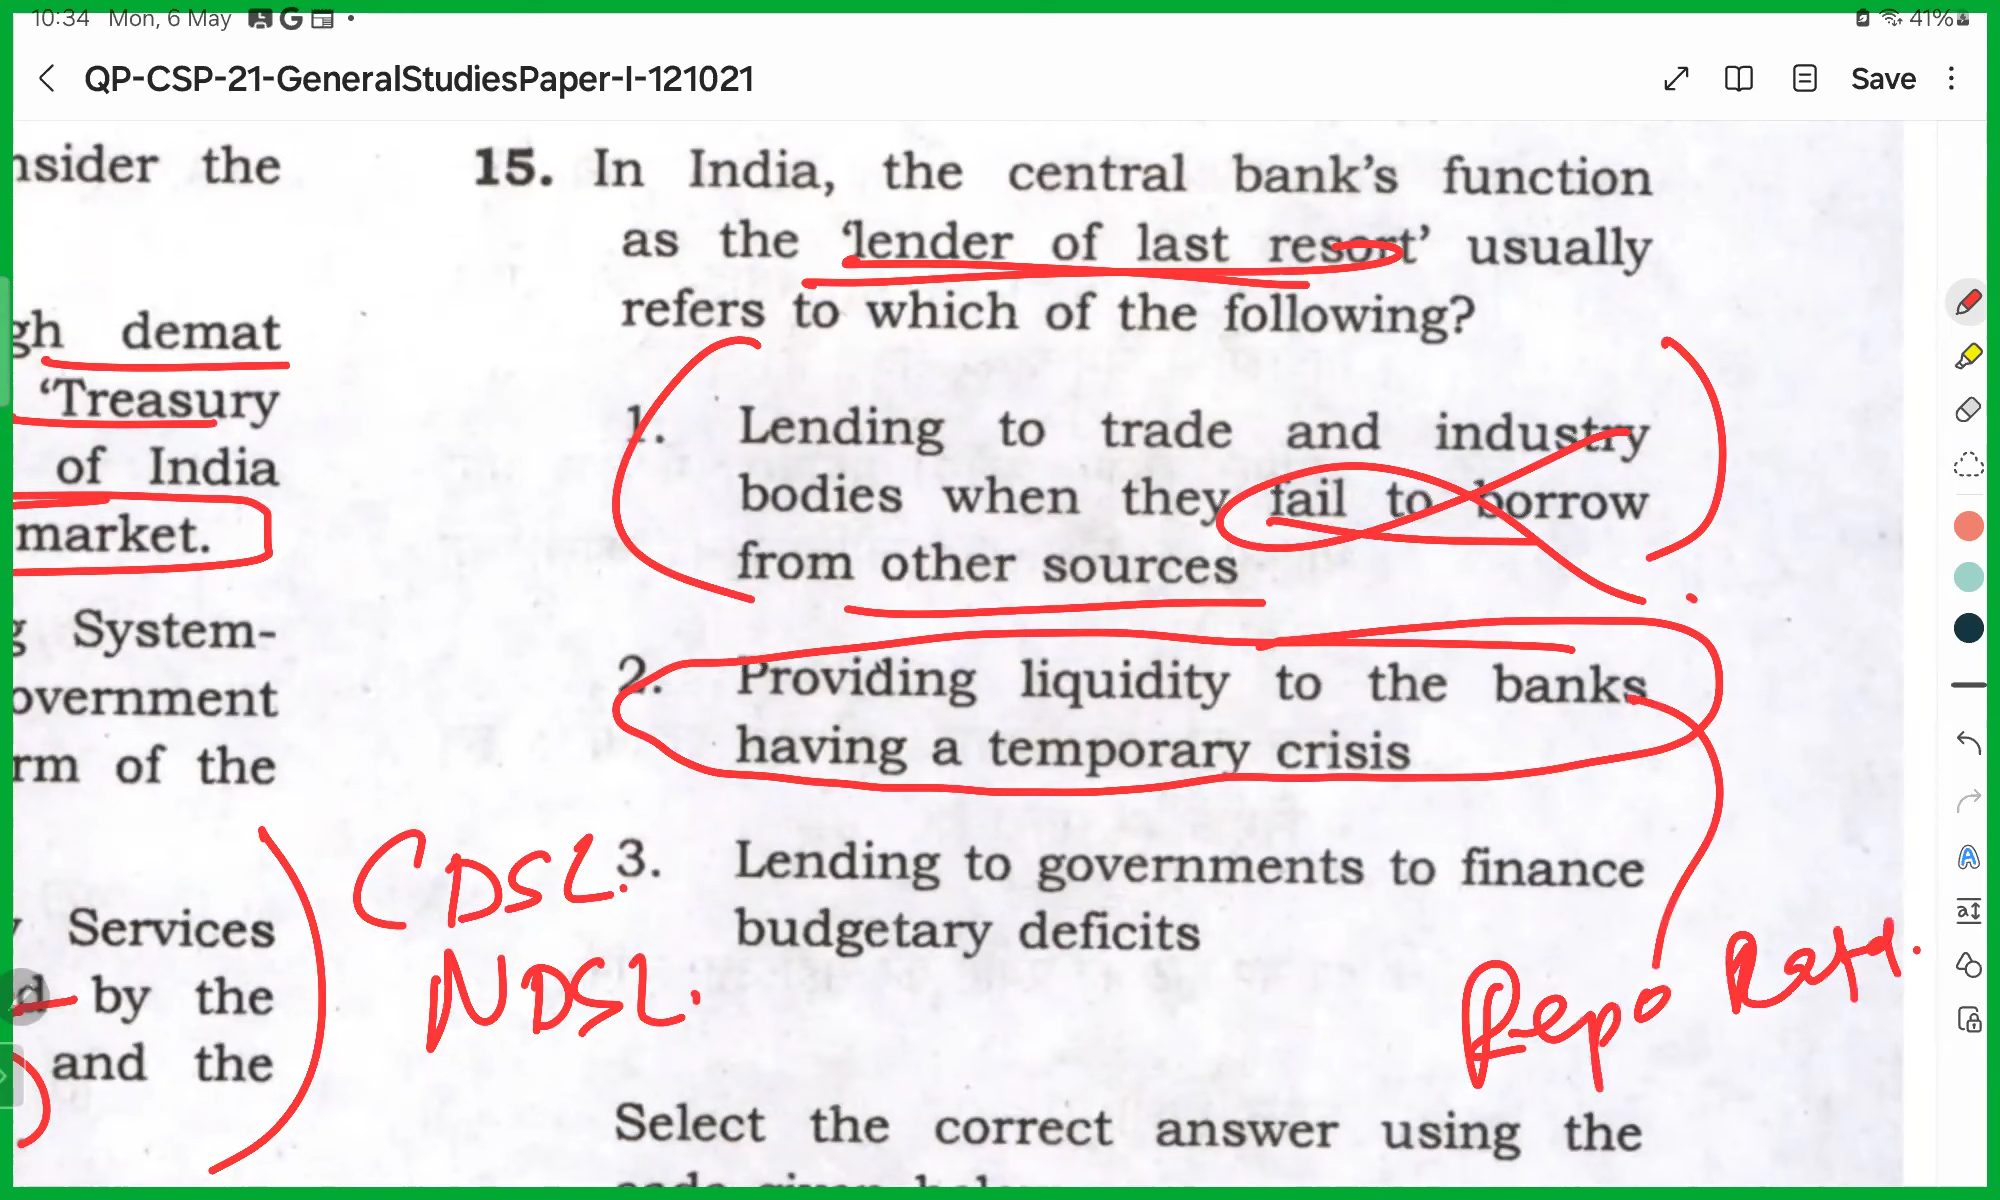 10:34 Mon, 6 May
41%
QP-CSP-21-GeneralStudiesPaper-I-121021
Save
the
demat
'Treasury
of India
market.
System-
of the
Services
by the
and the
15. In India, the central bank's function
as the 'lender of last resort' usually
refers to which of the following?
1. Lending to trade and industry
bodies when they fail to borrow
from other sources
2. Providing liquidity to the banks
having a temporary crisis
3. Lending to governments to finance
budgetary deficits
CDSL.
NDSL.
Repo Rate.
Select the correct answer using the